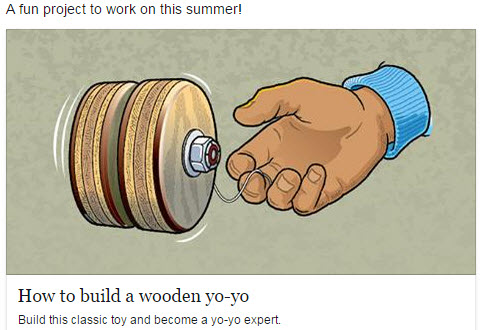 A fun project to work on this summer!
How to build a wooden yo-yo
Build this classic toy and become a yo-yo expert.